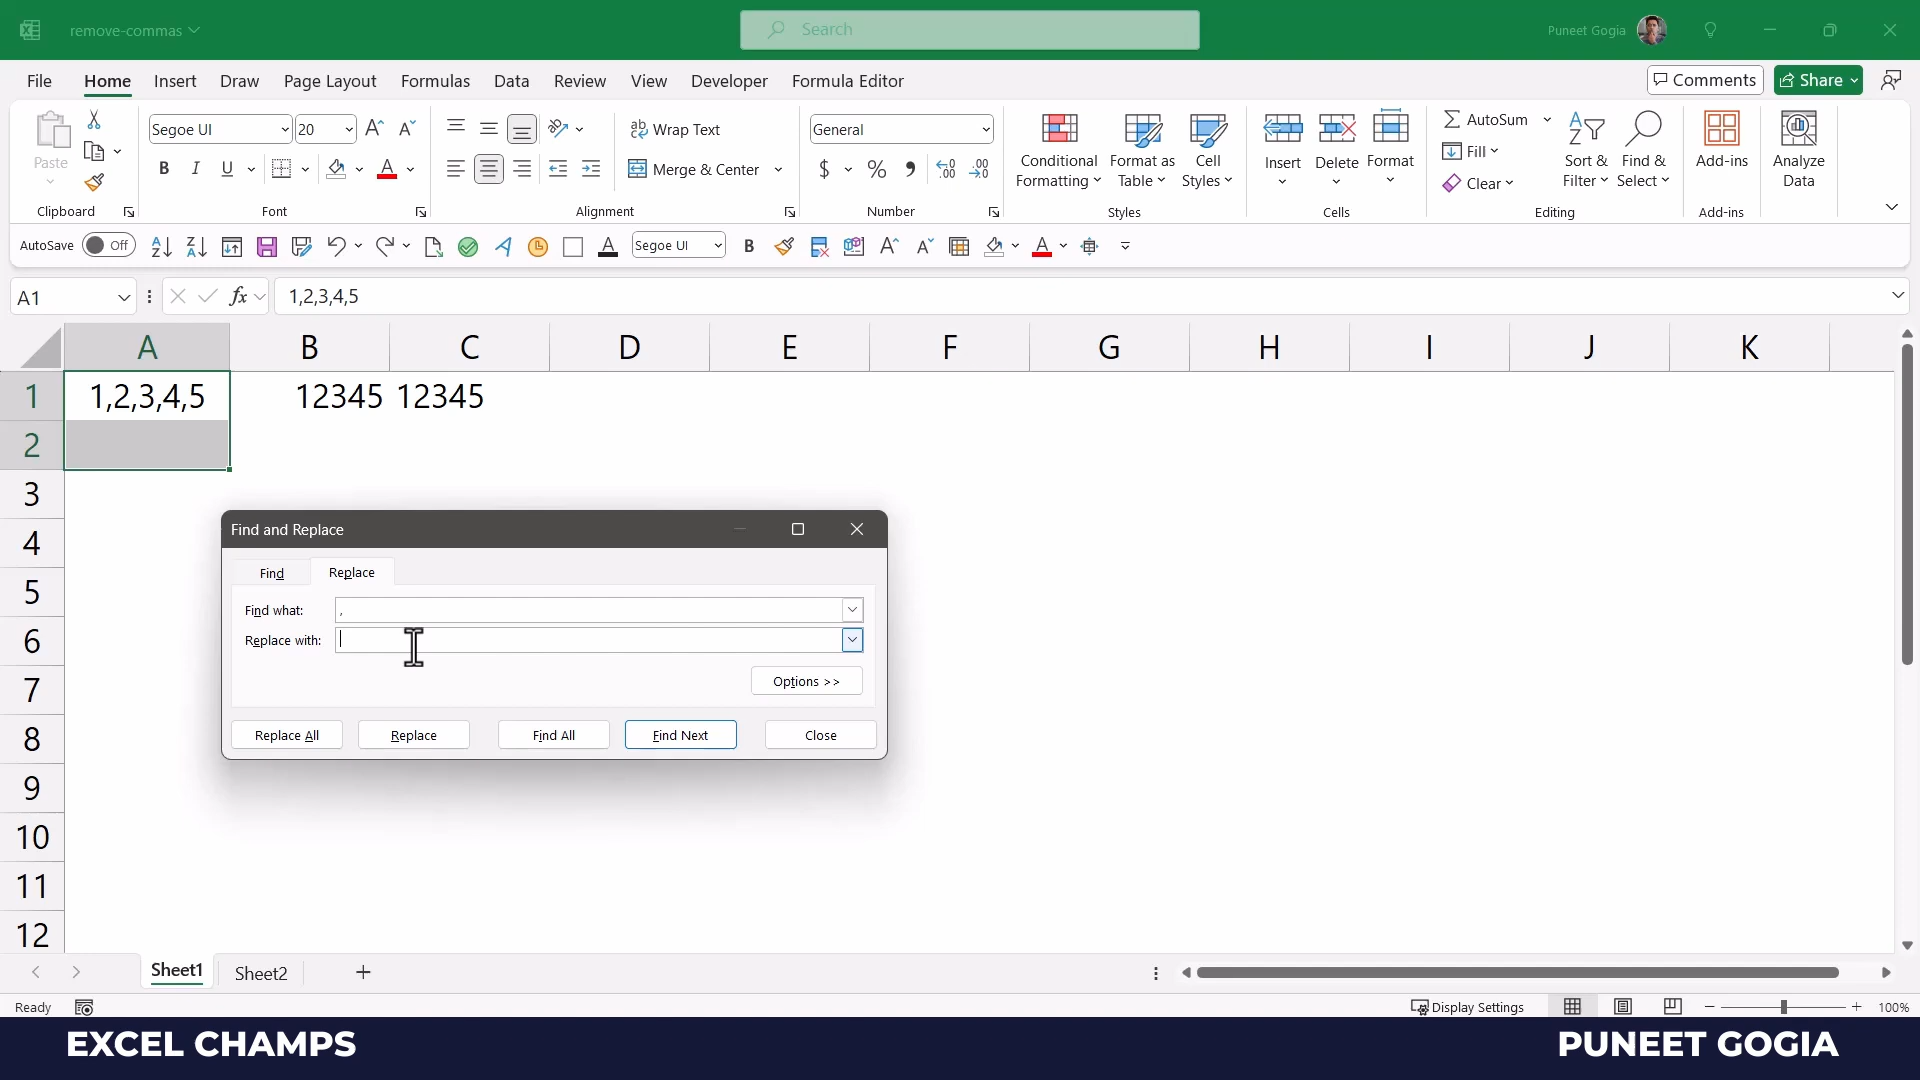 remove-commas
Search
Puneet Gogia
File Home Insert Draw Page Layout Formulas Data Review View Developer Formula Editor
Comments Share
Paste
Segoe UI 20
B I U
Wrap Text
Merge & Center
General
$ %
Conditional Formatting
Format as Table
Cell Styles
Insert
Delete
Format
AutoSum
Fill
Clear
Sort & Filter
Find & Select
Add-ins
Analyze Data
Clipboard Font Alignment Number Styles Cells Editing Add-ins
AutoSave Off Segoe UI B
A1 fx 1,2,3,4,5
A B C D E F G H I J K
1 1,2,3,4,5 12345 12345
2
3
4
5
6
7
8
9
10
11
12
Find and Replace
Find Replace
Find what: ,
Replace with:
Options >>
Replace All Replace Find All Find Next Close
Sheet1 Sheet2
Ready Display Settings 100%
EXCEL CHAMPS PUNEET GOGIA